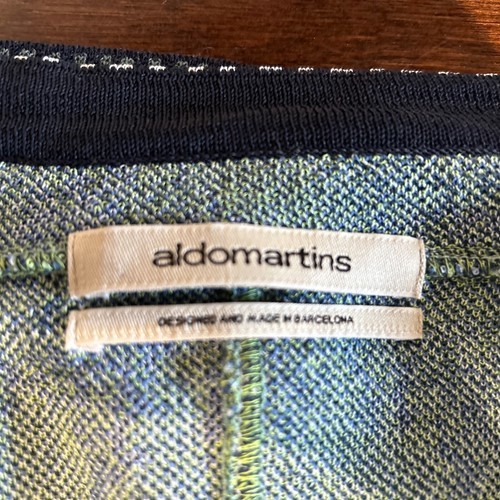 aldomartins
DESIGNED AND MADE IN BARCELONA